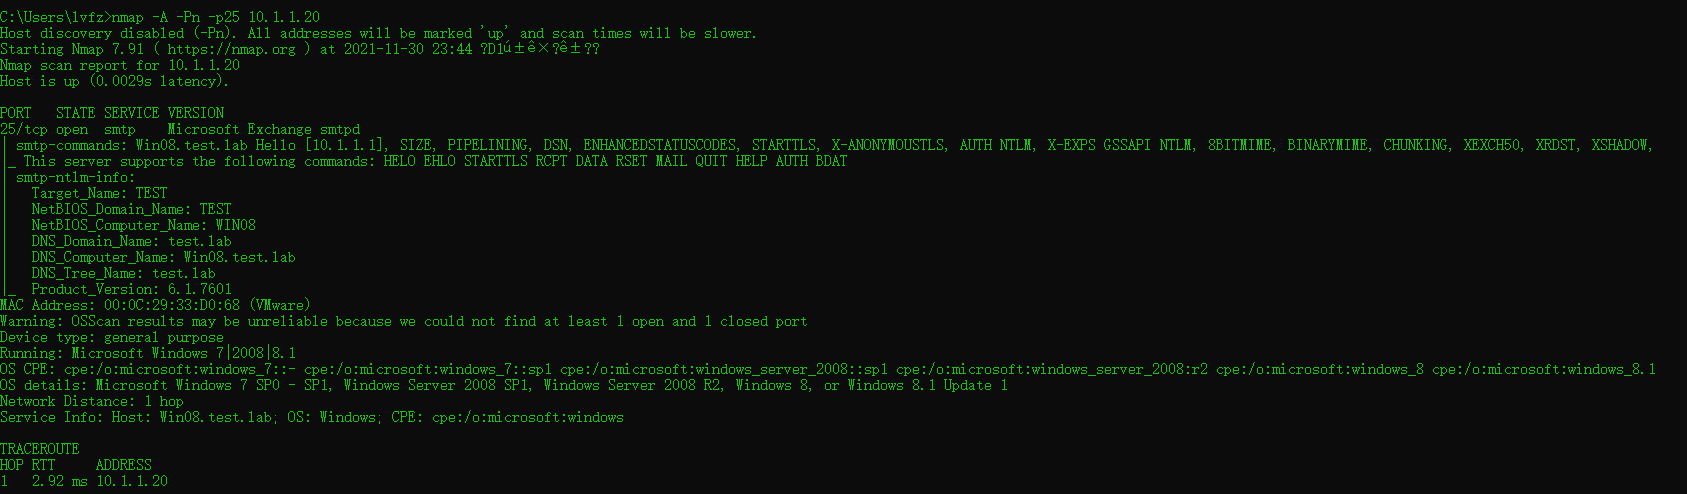 C:\Users\lvfz>nmap -A -Pn -p25 10.1.1.20
Host discovery disabled (-Pn). All addresses will be marked 'up' and scan times will be slower.
Starting Nmap 7.91 ( https://nmap.org ) at 2021-11-30 23:44 ?D1ú±ê×?ê±??
Nmap scan report for 10.1.1.20
Host is up (0.0029s latency).
PORT   STATE SERVICE VERSION
25/tcp open  smtp    Microsoft Exchange smtpd
| smtp-commands: Win08.test.lab Hello [10.1.1.1], SIZE, PIPELINING, DSN, ENHANCEDSTATUSCODES, STARTTLS, X-ANONYMOUSTLS, AUTH NTLM, X-EXPS GSSAPI NTLM, 8BITMIME, BINARYMIME, CHUNKING, XEXCH50, XRDST, XSHADOW,
|_ This server supports the following commands: HELO EHLO STARTTLS RCPT DATA RSET MAIL QUIT HELP AUTH BDAT
| smtp-ntlm-info:
|   Target_Name: TEST
|   NetBIOS_Domain_Name: TEST
|   NetBIOS_Computer_Name: WIN08
|   DNS_Domain_Name: test.lab
|   DNS_Computer_Name: Win08.test.lab
|   DNS_Tree_Name: test.lab
|_  Product_Version: 6.1.7601
MAC Address: 00:0C:29:33:D0:68 (VMware)
Warning: OSScan results may be unreliable because we could not find at least 1 open and 1 closed port
Device type: general purpose
Running: Microsoft Windows 7|2008|8.1
OS CPE: cpe:/o:microsoft:windows_7::- cpe:/o:microsoft:windows_7::sp1 cpe:/o:microsoft:windows_server_2008::sp1 cpe:/o:microsoft:windows_server_2008:r2 cpe:/o:microsoft:windows_8 cpe:/o:microsoft:windows_8.1
OS details: Microsoft Windows 7 SP0 - SP1, Windows Server 2008 SP1, Windows Server 2008 R2, Windows 8, or Windows 8.1 Update 1
Network Distance: 1 hop
Service Info: Host: Win08.test.lab; OS: Windows; CPE: cpe:/o:microsoft:windows
TRACEROUTE
HOP RTT     ADDRESS
1   2.92 ms 10.1.1.20